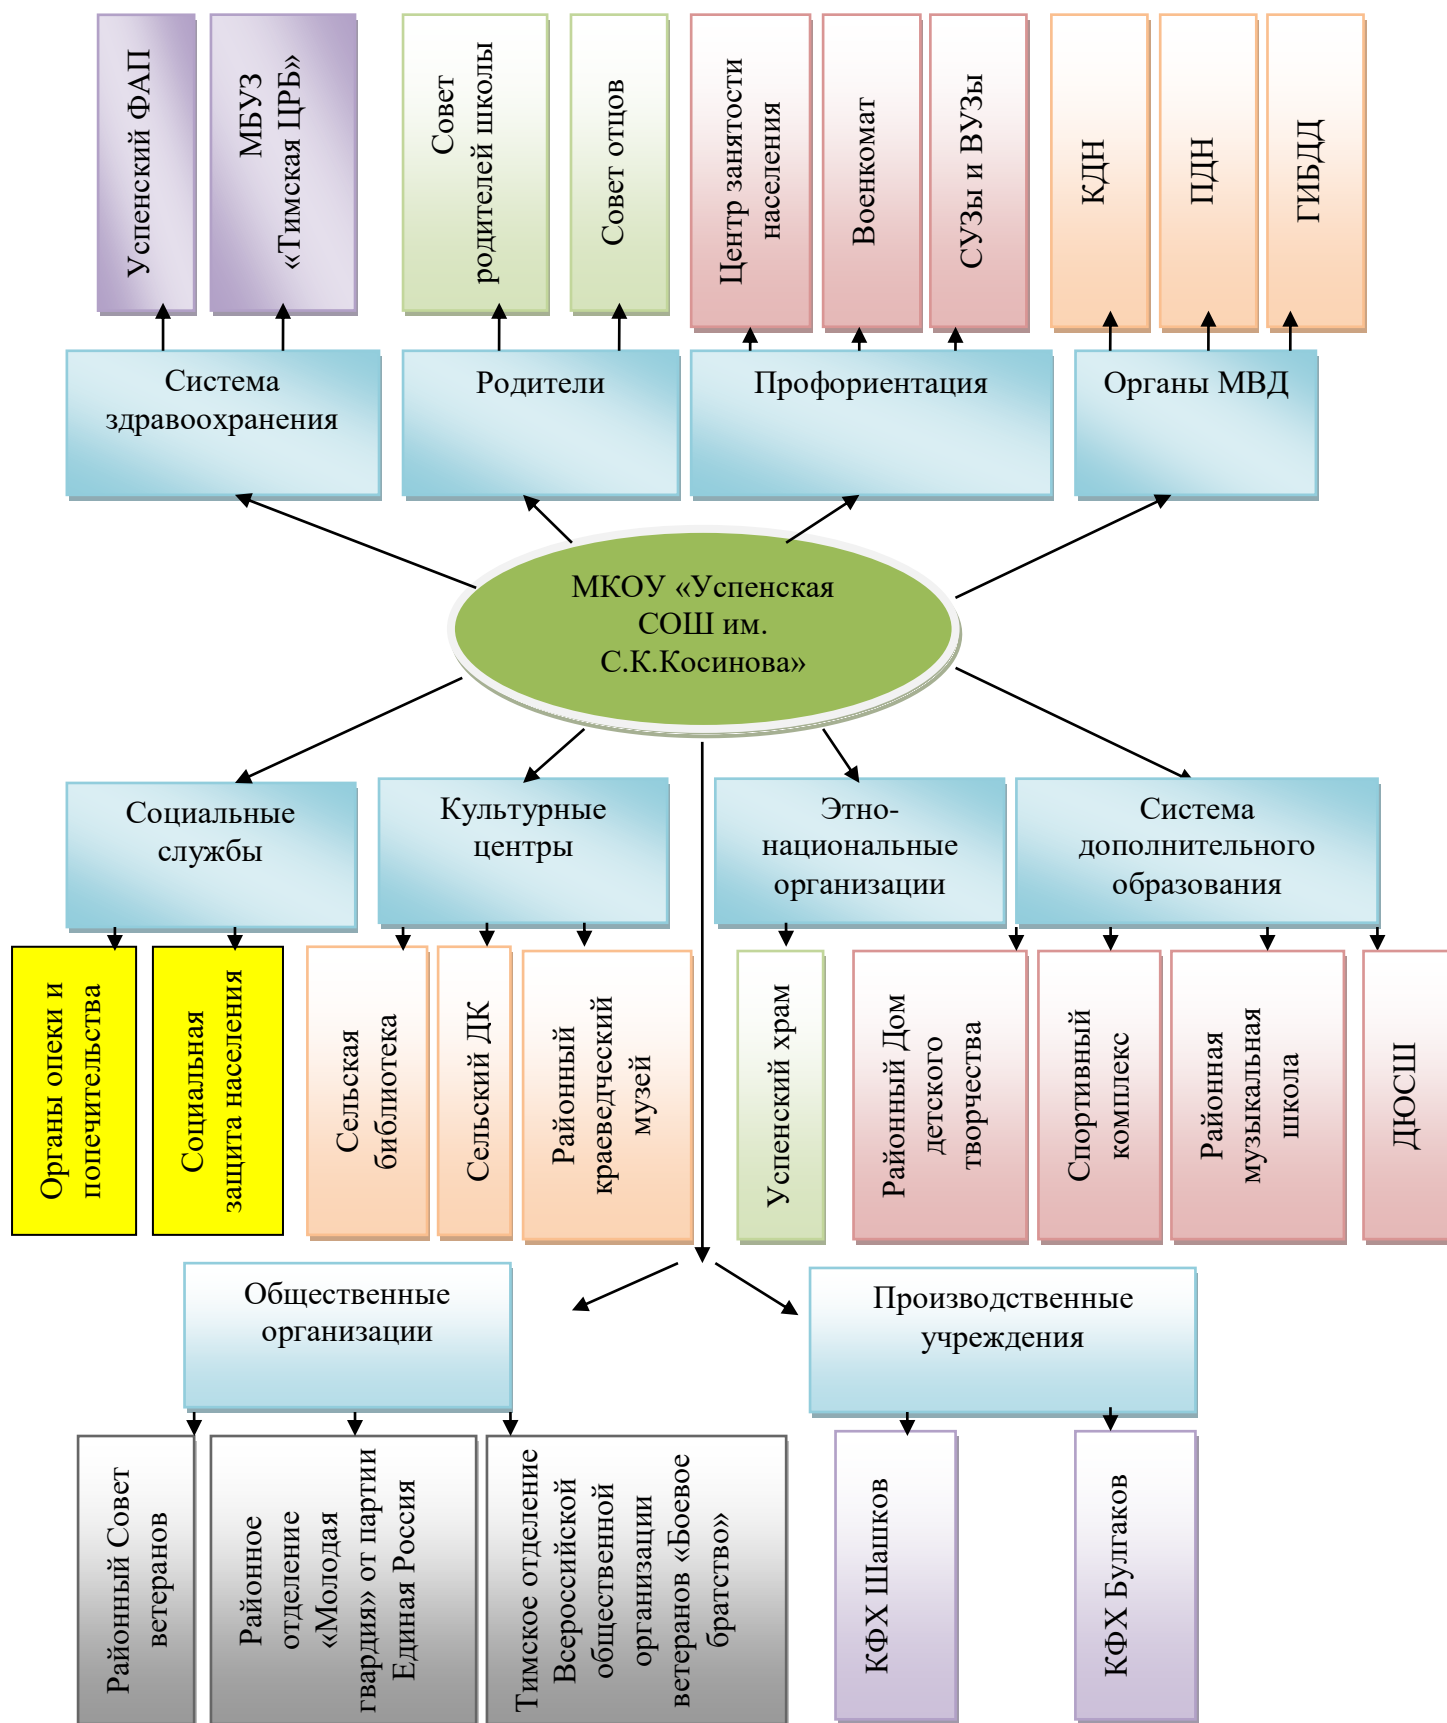 Успенский ФАП
МБУЗ
«Тимская ЦРБ»
Совет
родителей школы
Совет отцов
Центр занятости
населения
Военкомат
СУЗы и ВУЗы
КДН
ПДН
ГИБДД
Система
здравоохранения
Родители
Профориентация
Органы МВД
МКОУ «Успенская
СОШ им.
С.К.Косинова»
Социальные
службы
Культурные
центры
Этно-
национальные
организации
Система
дополнительного
образования
Органы опеки и
попечительства
Социальная
защита населения
Сельская
библиотека
Сельский ДК
Районный
краеведческий
музей
Успенский храм
Районный Дом
детского
творчества
Спортивный
комплекс
Районная
музыкальная
школа
ДЮСШ
Общественные
организации
Производственные
учреждения
Районный Совет
ветеранов
Районное
отделение
«Молодая
гвардия» от партии
Единая Россия
Тимское отделение
Всероссийской
общественной
организации
ветеранов «Боевое
братство»
КФХ Шашков
КФХ Булгаков